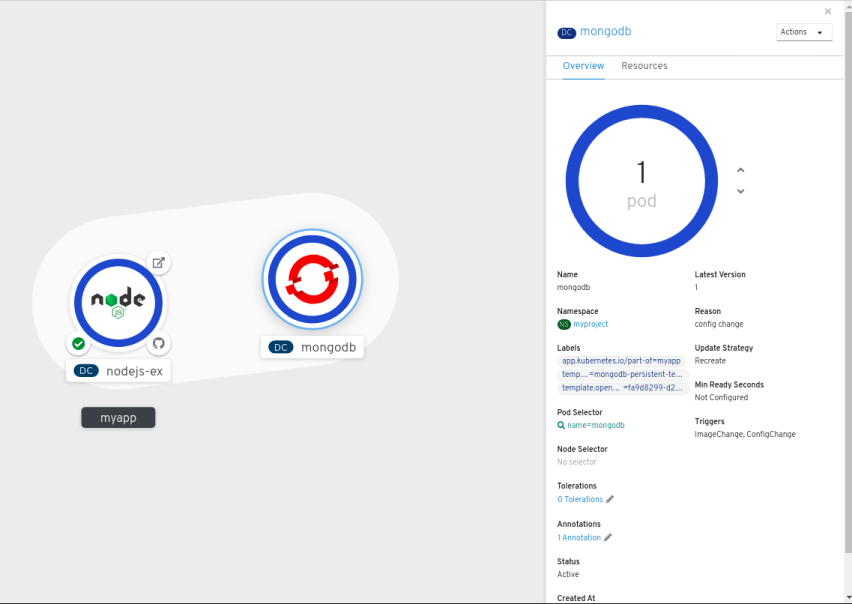 node
JS
DC nodejs-ex
myapp
DC mongodb
×
DC mongodb
Actions
Overview
Resources
1
pod
Name
mongodb
Namespace
NS myproject
Labels
app.kubernetes.io/part-of=myapp
temp... =mongodb-persistent-te...
template.open... =fa9d8299-d2...
Pod Selector
name=mongodb
Node Selector
No selector
Tolerations
0 Tolerations
Annotations
1 Annotation
Status
Active
Created At
Latest Version
1
Reason
config change
Update Strategy
Recreate
Min Ready Seconds
Not Configured
Triggers
ImageChange, ConfigChange